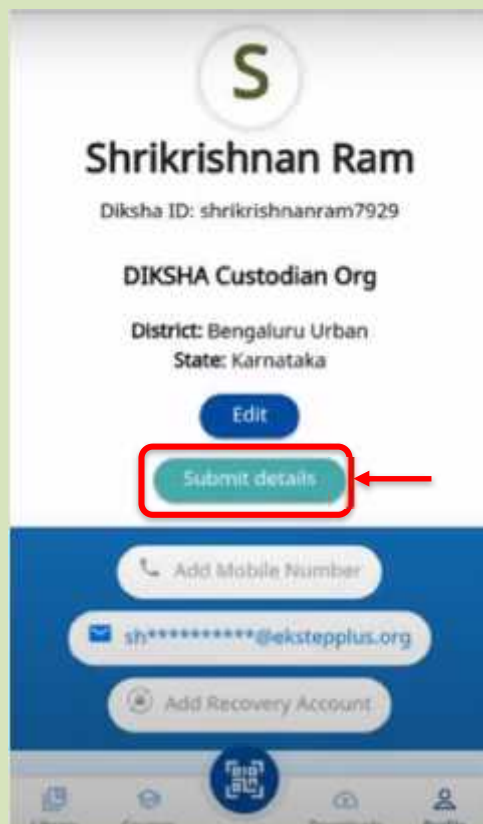 S
Shrikrishnan Ram
Diksha ID: shrikrishnanram7929
DIKSHA Custodian Org
District: Bengaluru Urban
State: Karnataka
Edit
Submit details
Add Mobile Number
sh**********@ekstepplus.org
Add Recovery Account